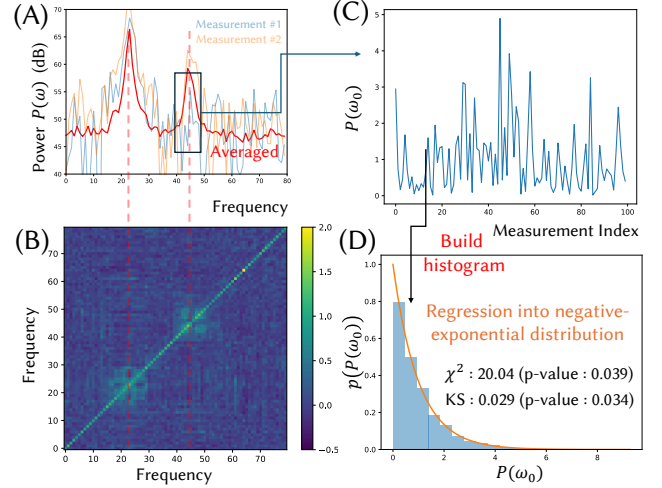 (A)
Measurement #1
Measurement #2
Averaged
Power P(ω) (dB)
70
65
60
55
50
45
40
0 10 20 30 40 50 60 70 80
Frequency
(C)
P(ω₀)
5
4
3
2
1
0
0 20 40 60 80 100
Measurement Index
(B)
Frequency
70
60
50
40
30
20
10
0
0 10 20 30 40 50 60 70
Frequency
2.0
1.5
1.0
0.5
0.0
−0.5
Build
histogram
(D)
p(P(ω₀))
1.0
0.8
0.6
0.4
0.2
0.0
0 2 4 6 8
P(ω₀)
Regression into negative-
exponential distribution
χ² : 20.04 (p-value : 0.039)
KS : 0.029 (p-value : 0.034)